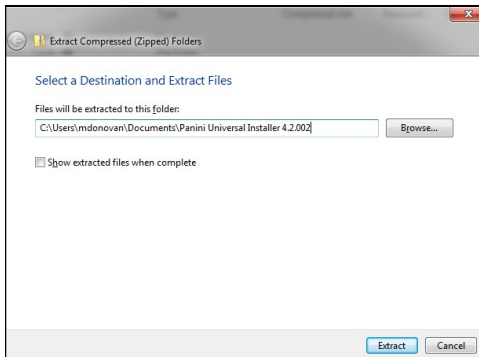 Extract Compressed (Zipped) Folders
Select a Destination and Extract Files
Files will be extracted to this folder:
C:\Users\mdonovan\Documents\Panini Universal Installer 4.2.002
Browse...
Show extracted files when complete
Extract
Cancel